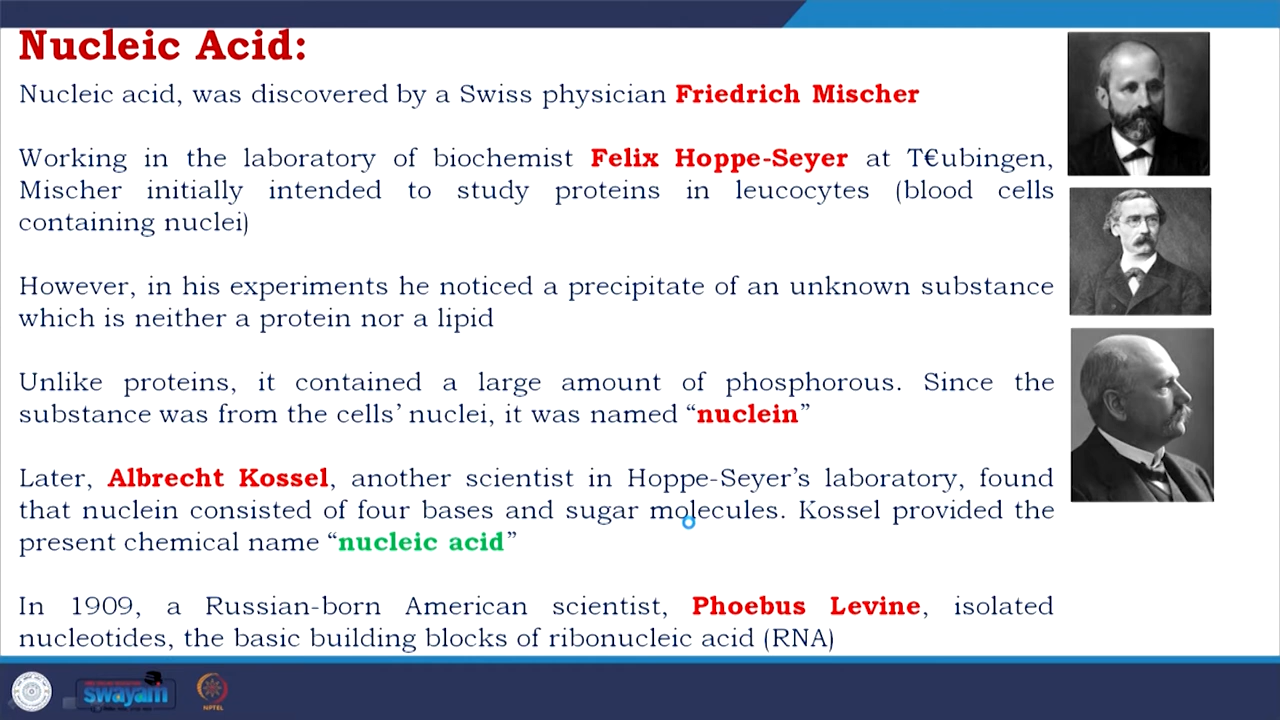 Nucleic Acid:
Nucleic acid, was discovered by a Swiss physician Friedrich Mischer
Working in the laboratory of biochemist Felix Hoppe-Seyer at T€ubingen,
Mischer initially intended to study proteins in leucocytes (blood cells
containing nuclei)
However, in his experiments he noticed a precipitate of an unknown substance
which is neither a protein nor a lipid
Unlike proteins, it contained a large amount of phosphorous. Since the
substance was from the cells’ nuclei, it was named “nuclein”
Later, Albrecht Kossel, another scientist in Hoppe-Seyer’s laboratory, found
that nuclein consisted of four bases and sugar molecules. Kossel provided the
present chemical name “nucleic acid”
In 1909, a Russian-born American scientist, Phoebus Levine, isolated
nucleotides, the basic building blocks of ribonucleic acid (RNA)
swayam
NPTEL